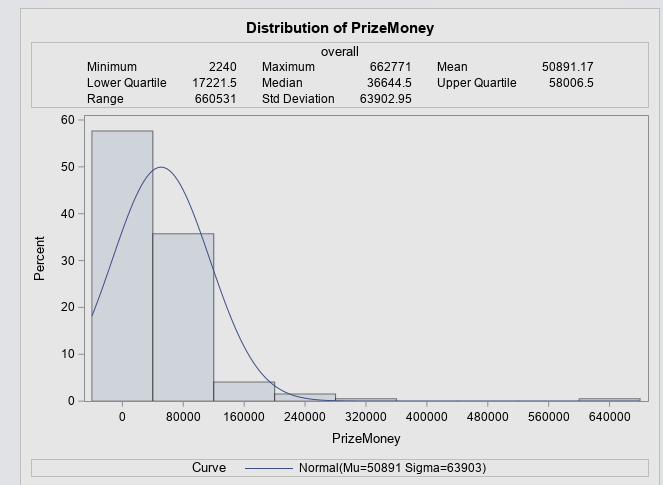 Distribution of PrizeMoney
overall
Minimum 2240 Maximum 662771 Mean 50891.17
Lower Quartile 17221.5 Median 36644.5 Upper Quartile 58006.5
Range 660531 Std Deviation 63902.95
60
50
40
30
20
10
0
Percent
0 80000 160000 240000 320000 400000 480000 560000 640000
PrizeMoney
Curve Normal(Mu=50891 Sigma=63903)